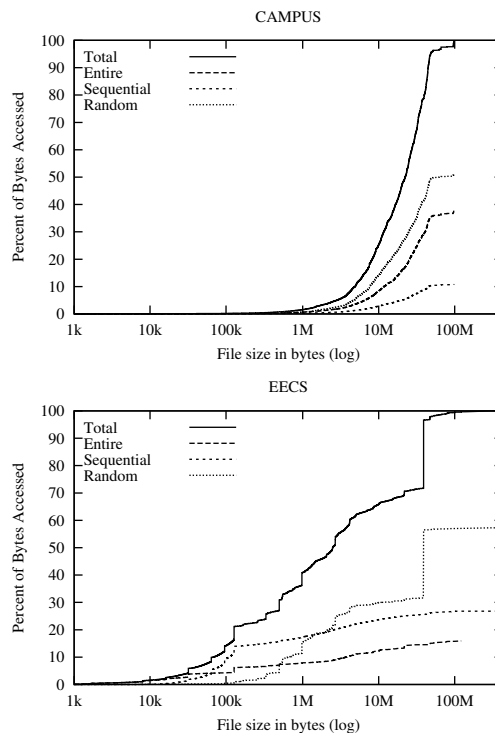 CAMPUS
100
90
80
70
60
50
40
30
20
10
0
Percent of Bytes Accessed
Total
Entire
Sequential
Random
1k 10k 100k 1M 10M 100M
File size in bytes (log)
EECS
100
90
80
70
60
50
40
30
20
10
0
Percent of Bytes Accessed
Total
Entire
Sequential
Random
1k 10k 100k 1M 10M 100M
File size in bytes (log)